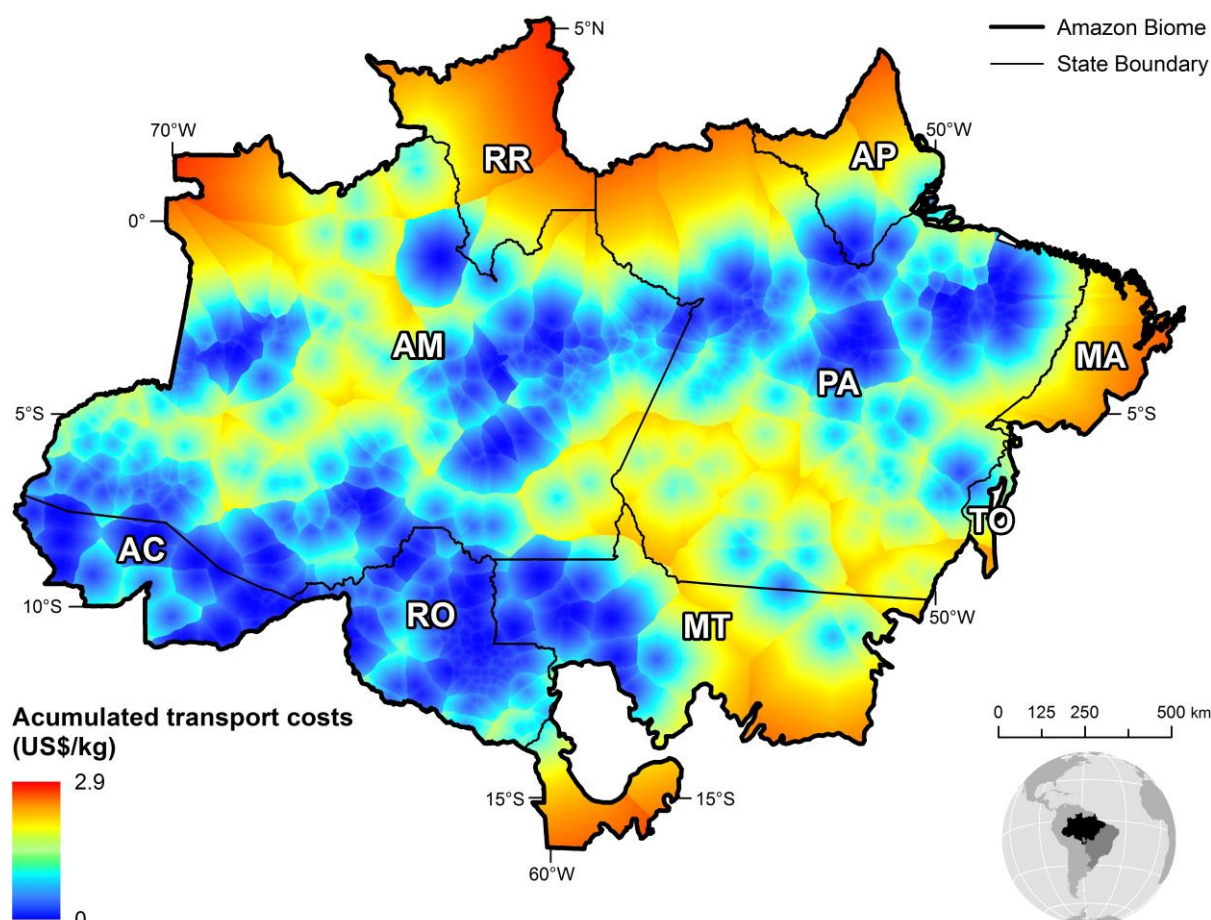 5°N
Amazon Biome
State Boundary
70°W
50°W
RR
AP
0°
AM
PA
MA
5°S
5°S
TO
AC
10°S
RO
MT
50°W
Acumulated transport costs
(US$/kg)
2.9
0
15°S
15°S
60°W
0 125 250 500 km